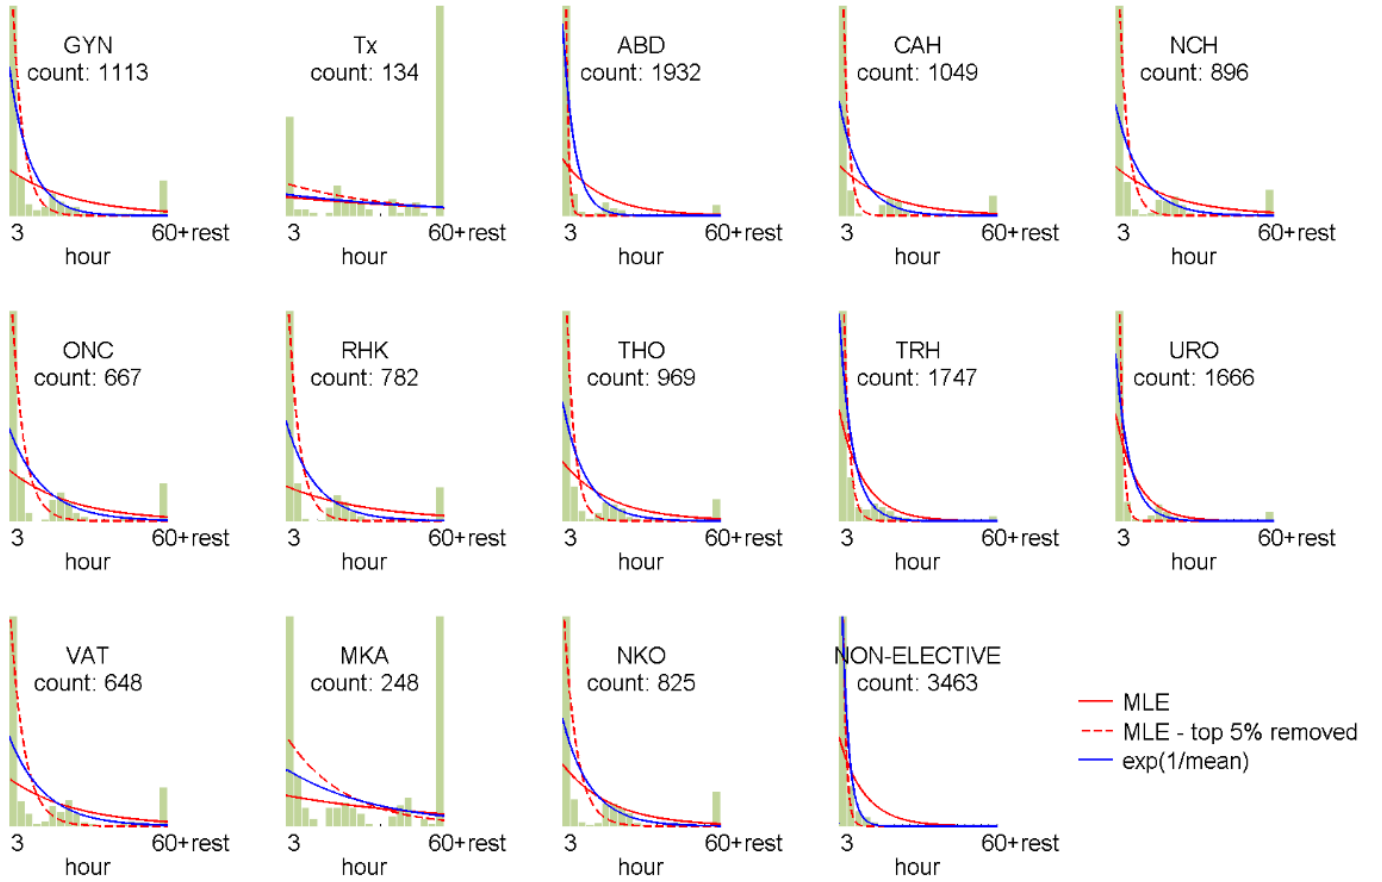 GYN
count: 1113
Tx
count: 134
ABD
count: 1932
CAH
count: 1049
NCH
count: 896
3 60+rest
hour
3 60+rest
hour
3 60+rest
hour
3 60+rest
hour
3 60+rest
hour
ONC
count: 667
RHK
count: 782
THO
count: 969
TRH
count: 1747
URO
count: 1666
3 60+rest
hour
3 60+rest
hour
3 60+rest
hour
3 60+rest
hour
3 60+rest
hour
VAT
count: 648
MKA
count: 248
NKO
count: 825
NON-ELECTIVE
count: 3463
MLE
MLE - top 5% removed
exp(1/mean)
3 60+rest
hour
3 60+rest
hour
3 60+rest
hour
3 60+rest
hour